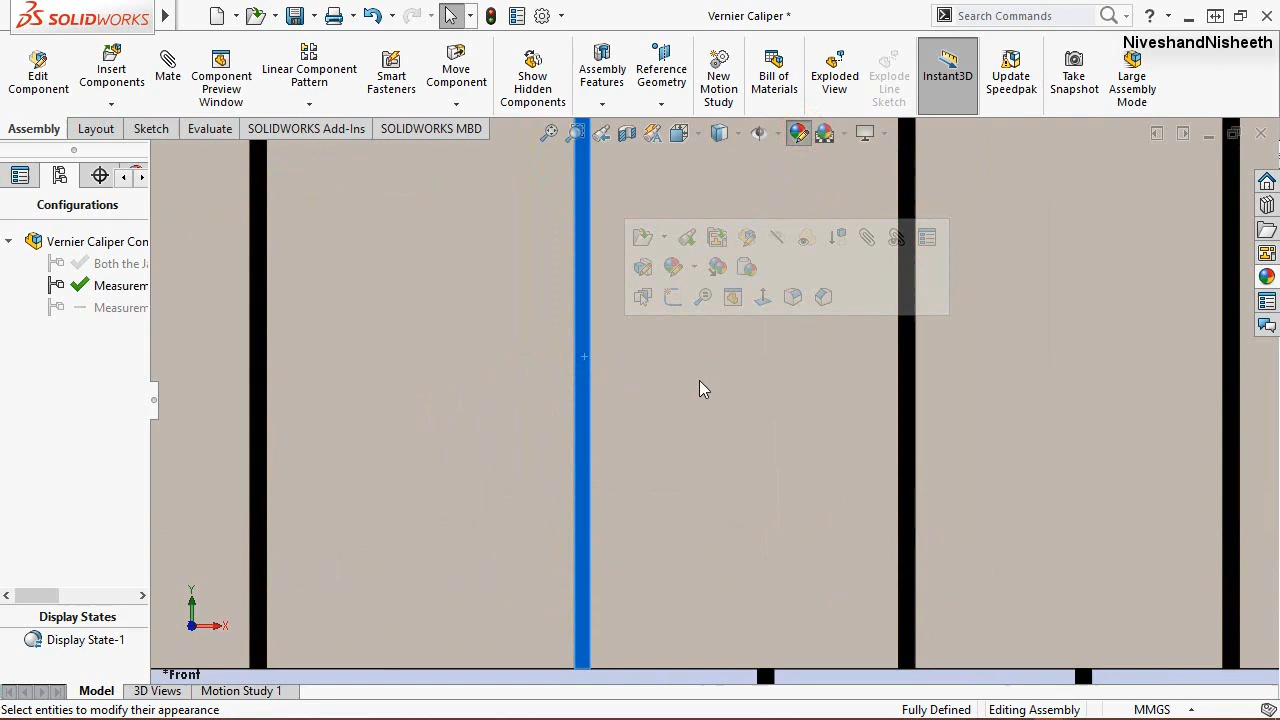 SOLIDWORKS
Vernier Caliper *
Search Commands
NiveshandNisheeth
Edit Component
Insert Components
Mate
Component Preview Window
Linear Component Pattern
Smart Fasteners
Move Component
Show Hidden Components
Assembly Features
Reference Geometry
New Motion Study
Bill of Materials
Exploded View
Explode Line Sketch
Instant3D
Update Speedpak
Take Snapshot
Large Assembly Mode
Assembly
Layout
Sketch
Evaluate
SOLIDWORKS Add-Ins
SOLIDWORKS MBD
Configurations
Vernier Caliper Con
Both the Ja
Measurem
Measurem
Y
X
Display States
Display State-1
*Front
Model
3D Views
Motion Study 1
Select entities to modify their appearance
Fully Defined
Editing Assembly
MMGS